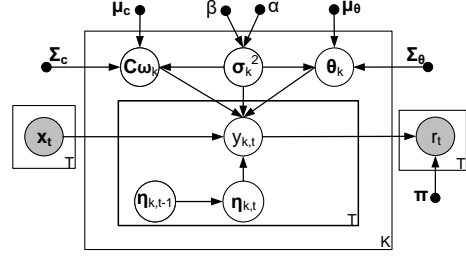 μc β α μθ
Σc Cωk σk² θk Σθ
xt yk,t rt
T T
ηk,t-1 ηk,t π
T
K